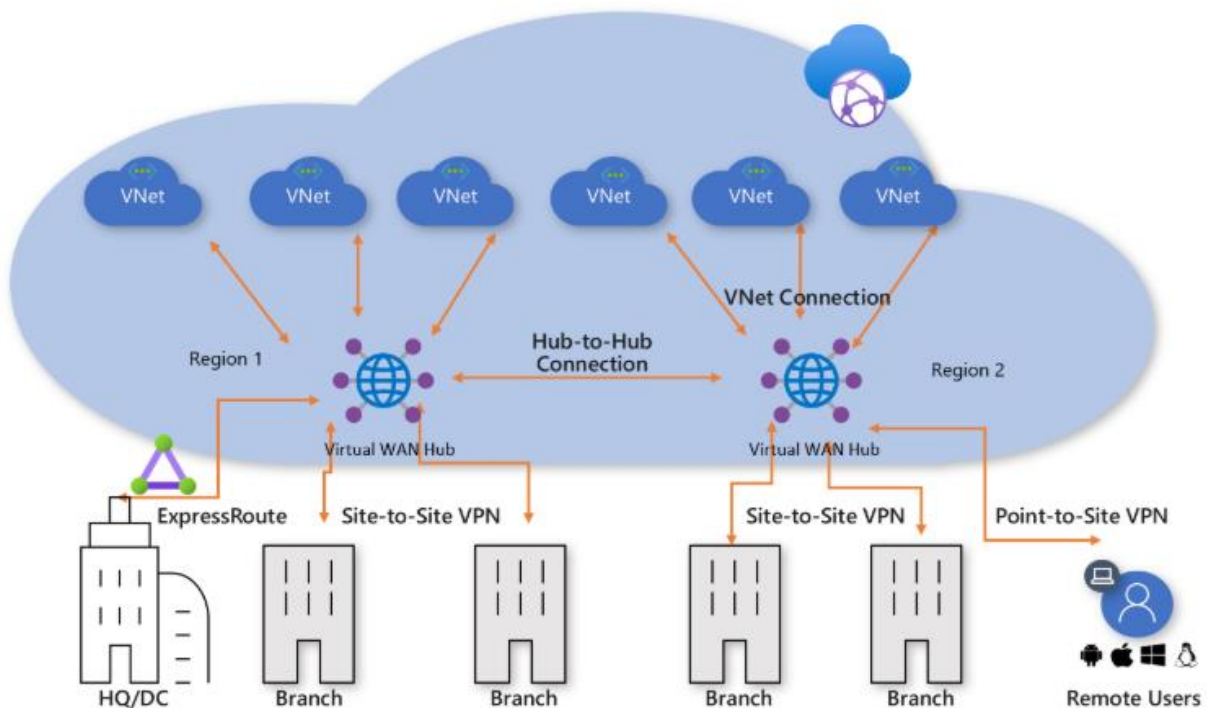 VNet
VNet
VNet
VNet
VNet
VNet
VNet Connection
Hub-to-Hub
Connection
Region 1
Region 2
Virtual WAN Hub
Virtual WAN Hub
ExpressRoute
Site-to-Site VPN
Site-to-Site VPN
Point-to-Site VPN
HQ/DC
Branch
Branch
Branch
Branch
Remote Users